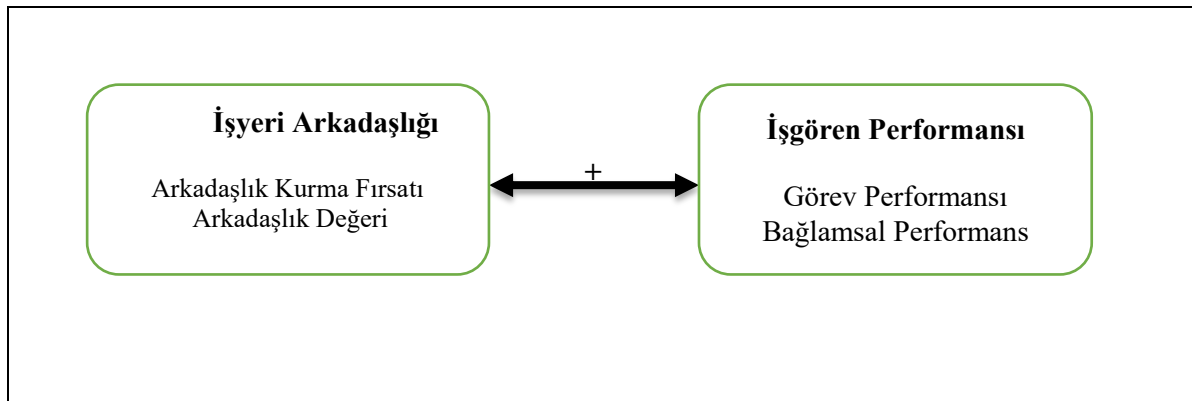 İşyeri Arkadaşlığı
Arkadaşlık Kurma Fırsatı
Arkadaşlık Değeri
+
İşgören Performansı
Görev Performansı
Bağlamsal Performans